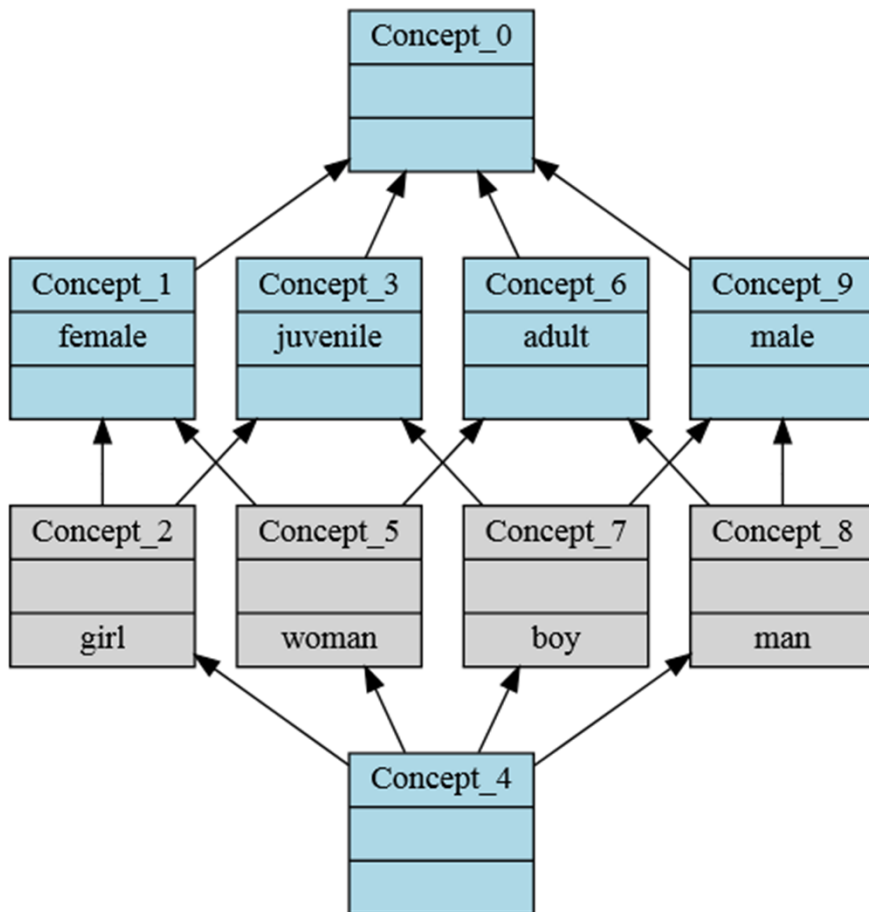 Concept_0
Concept_1
female
Concept_3
juvenile
Concept_6
adult
Concept_9
male
Concept_2
girl
Concept_5
woman
Concept_7
boy
Concept_8
man
Concept_4